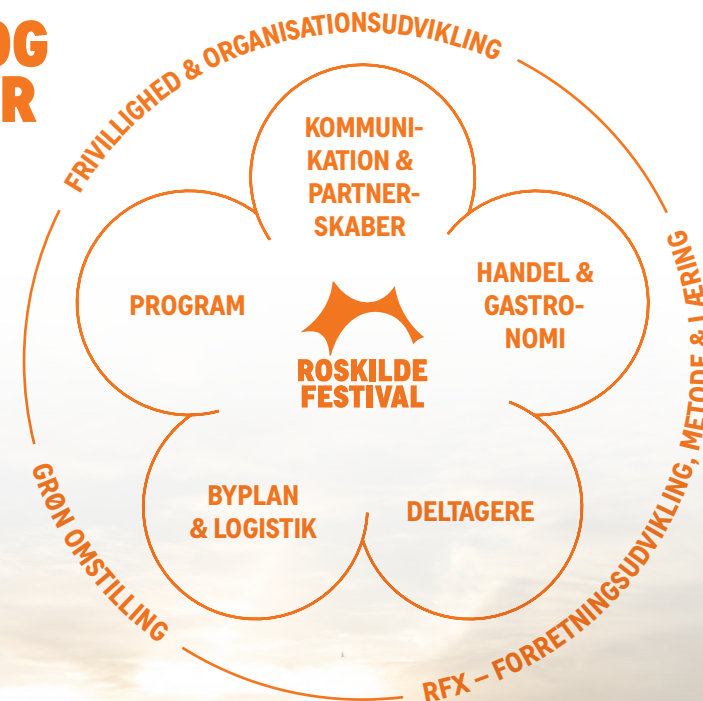 OG
R
FRIVILLIGHED & ORGANISATIONSUDVIKLING
KOMMUNI-
KATION &
PARTNER-
SKABER
PROGRAM
HANDEL &
GASTRO-
NOMI
ROSKILDE
FESTIVAL
BYPLAN
& LOGISTIK
DELTAGERE
GRØN OMSTILLING
RFX – FORRETNINGSUDVIKLING, METODE & LÆRING